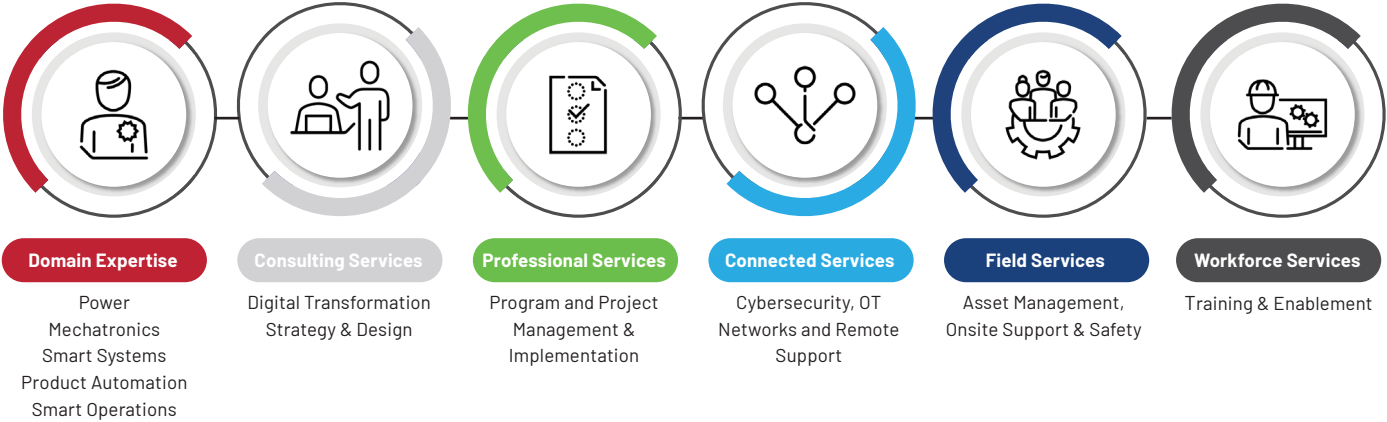 Domain Expertise
Power
Mechatronics
Smart Systems
Product Automation
Smart Operations
Consulting Services
Digital Transformation
Strategy & Design
Professional Services
Program and Project
Management &
Implementation
Connected Services
Cybersecurity, OT
Networks and Remote
Support
Field Services
Asset Management,
Onsite Support & Safety
Workforce Services
Training & Enablement